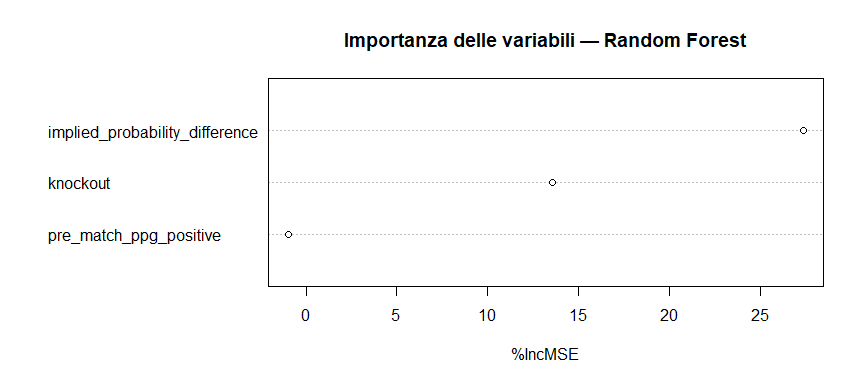 Importanza delle variabili — Random Forest
implied_probability_difference
knockout
pre_match_ppg_positive
0 5 10 15 20 25
%IncMSE